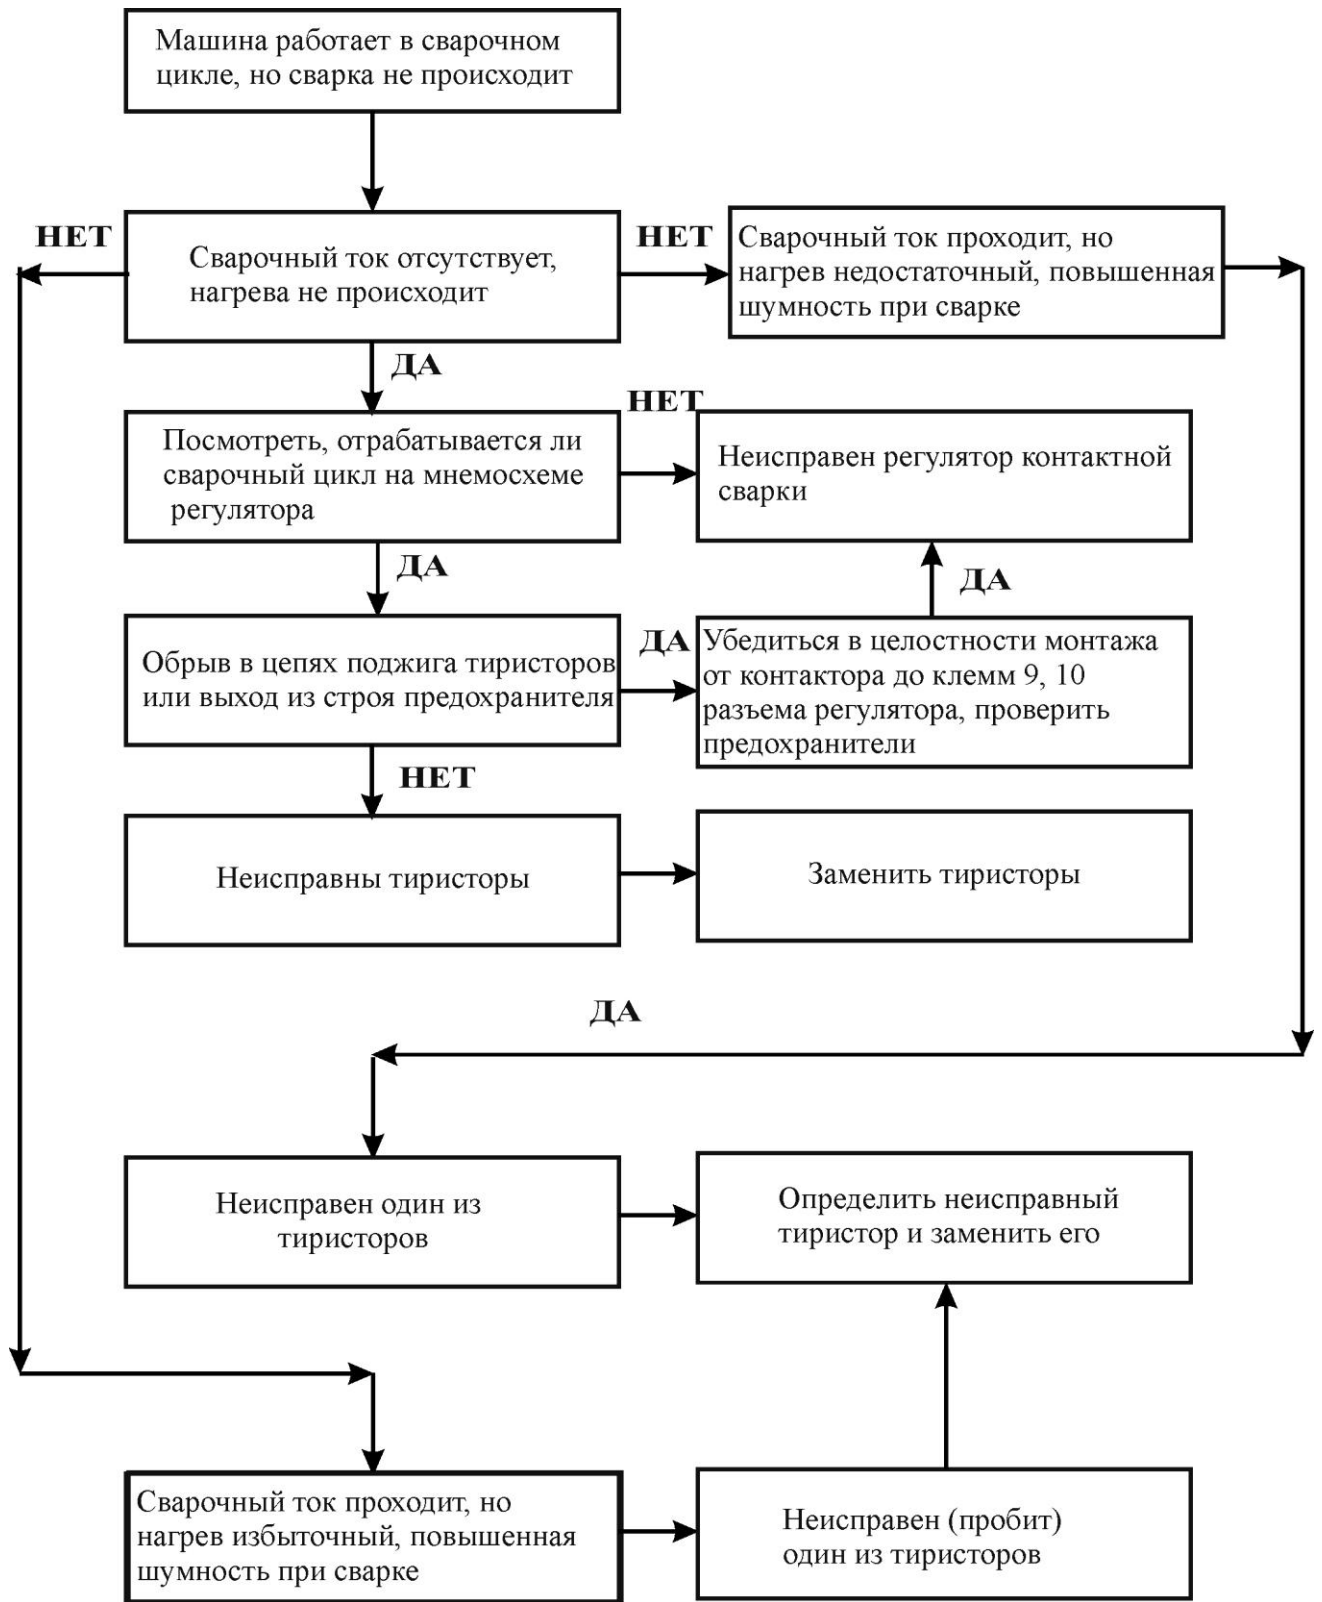 Машина работает в сварочном
цикле, но сварка не происходит
НЕТ
Сварочный ток отсутствует,
нагрева не происходит
НЕТ
Сварочный ток проходит, но
нагрев недостаточный, повышенная
шумность при сварке
ДА
Посмотреть, отрабатывается ли
сварочный цикл на мнемосхеме
регулятора
НЕТ
Неисправен регулятор контактной
сварки
ДА
ДА
Обрыв в цепях поджига тиристоров
или выход из строя предохранителя
ДА
Убедиться в целостности монтажа
от контактора до клемм 9, 10
разъема регулятора, проверить
предохранители
НЕТ
Неисправны тиристоры
Заменить тиристоры
ДА
Неисправен один из
тиристоров
Определить неисправный
тиристор и заменить его
Сварочный ток проходит, но
нагрев избыточный, повышенная
шумность при сварке
Неисправен (пробит)
один из тиристоров